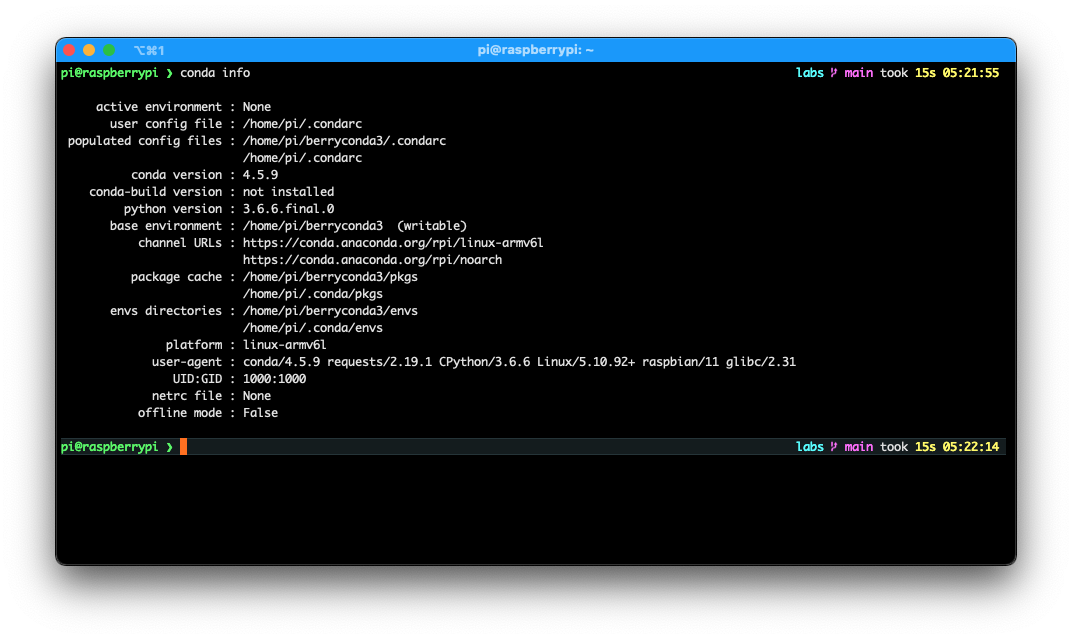 ⌥⌘1 pi@raspberrypi: ~
pi@raspberrypi ❯ conda info labs main took 15s 05:21:55
active environment : None
user config file : /home/pi/.condarc
populated config files : /home/pi/berryconda3/.condarc
/home/pi/.condarc
conda version : 4.5.9
conda-build version : not installed
python version : 3.6.6.final.0
base environment : /home/pi/berryconda3  (writable)
channel URLs : https://conda.anaconda.org/rpi/linux-armv6l
https://conda.anaconda.org/rpi/noarch
package cache : /home/pi/berryconda3/pkgs
/home/pi/.conda/pkgs
envs directories : /home/pi/berryconda3/envs
/home/pi/.conda/envs
platform : linux-armv6l
user-agent : conda/4.5.9 requests/2.19.1 CPython/3.6.6 Linux/5.10.92+ raspbian/11 glibc/2.31
UID:GID : 1000:1000
netrc file : None
offline mode : False
pi@raspberrypi ❯ labs main took 15s 05:22:14